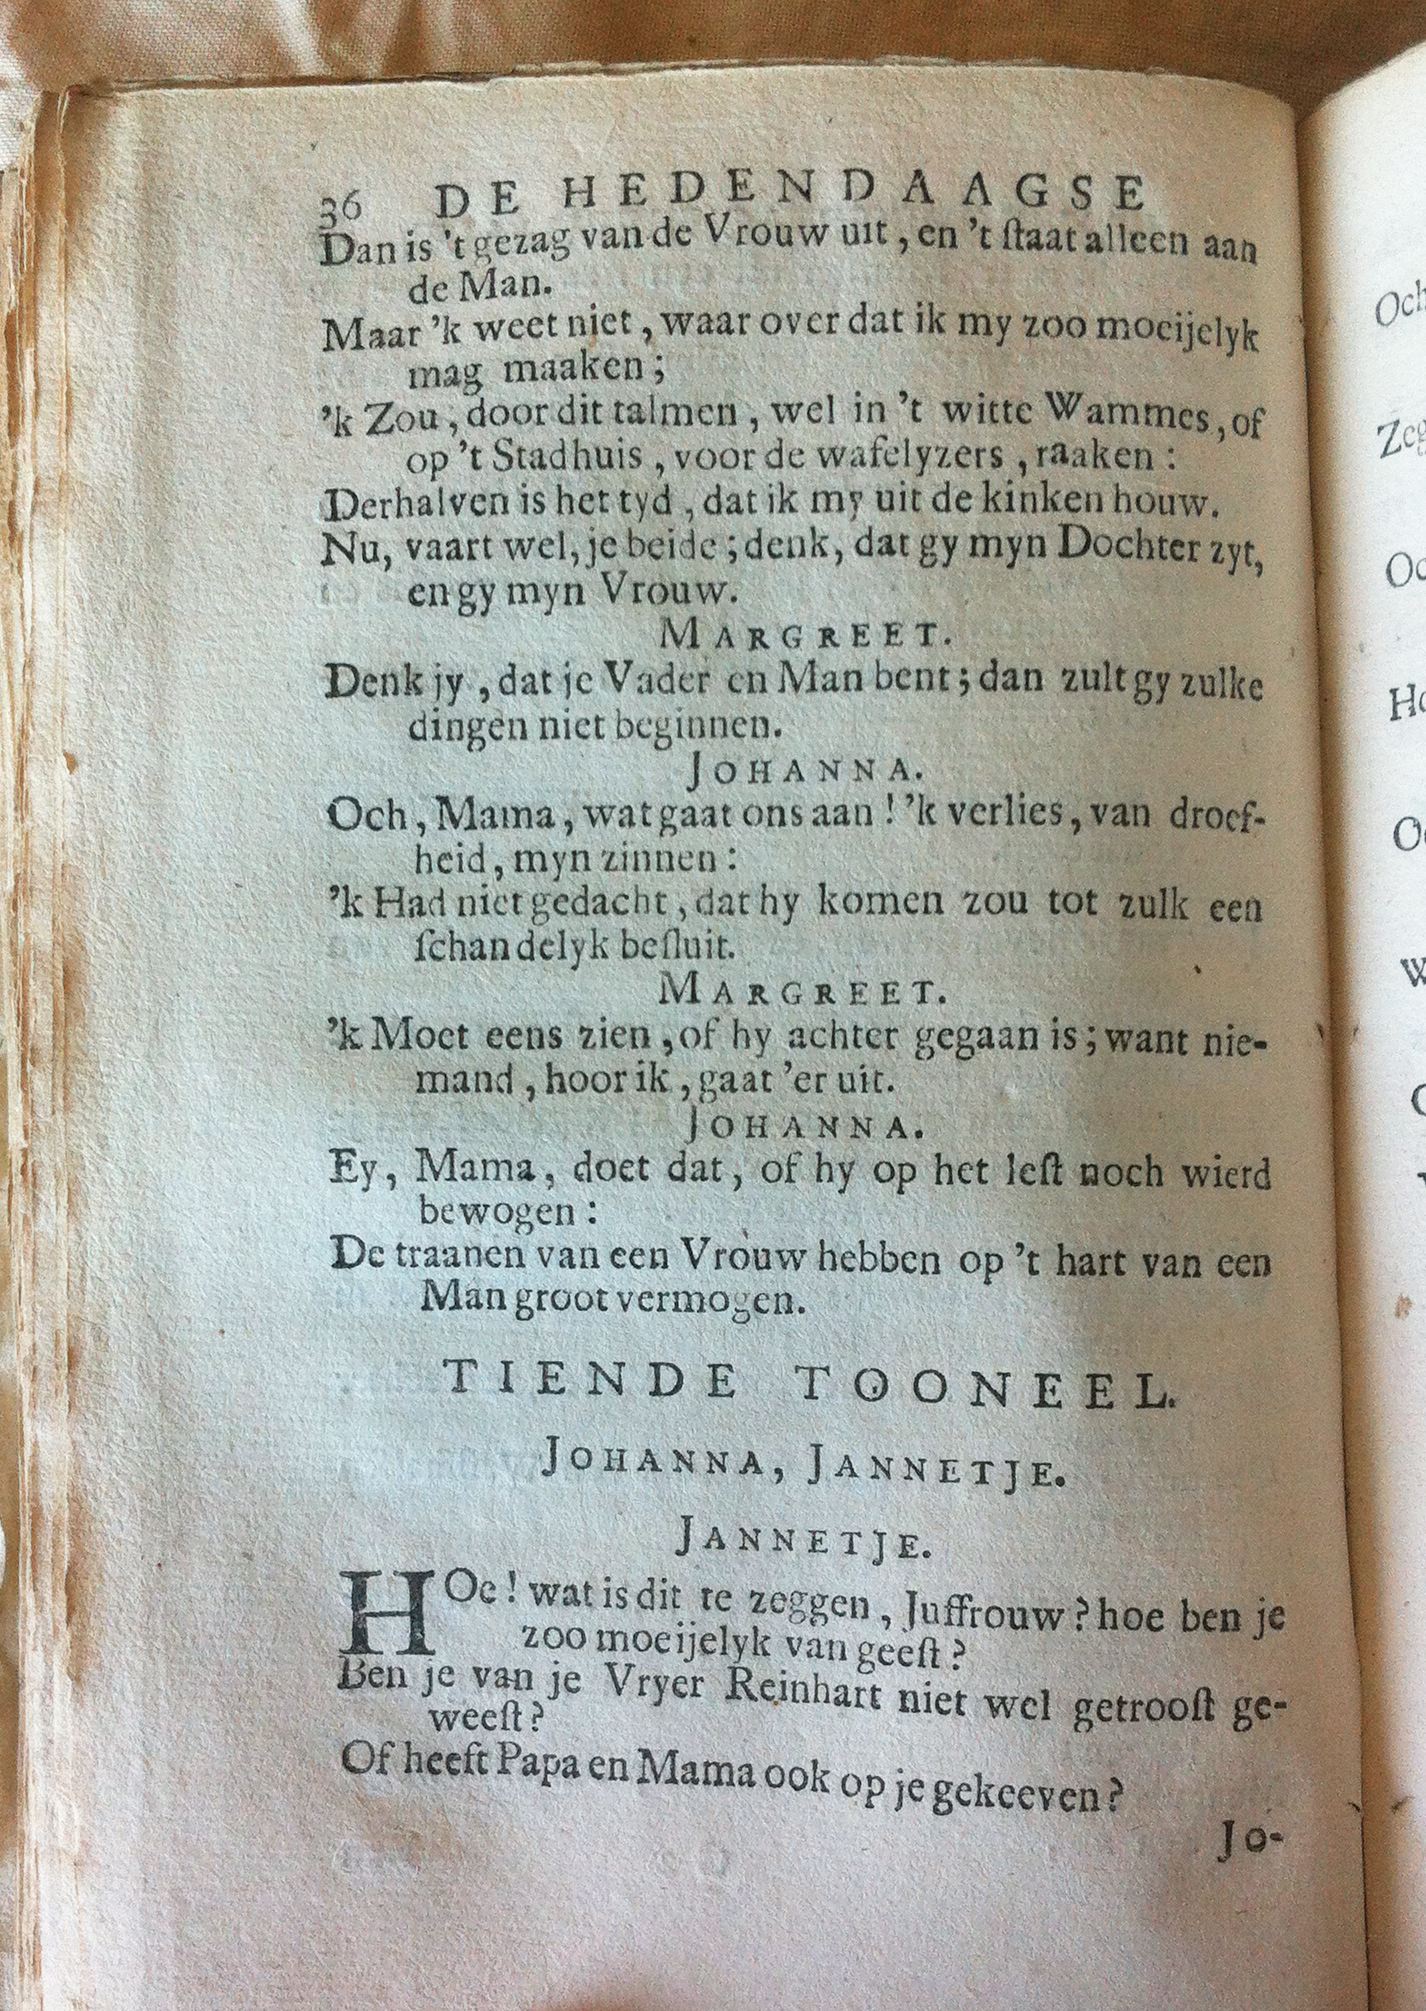 36 DE HEDENDAAGSE
Dan is 't gezag van de Vrouw uit, en 't ſtaat alleen aan
de Man.
Maar 'k weet niet, waar over dat ik my zoo moeijelyk
mag maaken;
'k Zou, door dit talmen, wel in 't witte Wammes, of
op 't Stadhuis, voor de wafelyzers, raaken:
Derhalven is het tyd, dat ik my uit de kinken houw.
Nu, vaart wel, je beide; denk, dat gy myn Dochter zyt,
en gy myn Vrouw.
MARGREET.
Denk jy, dat je Vader en Man bent; dan zult gy zulke
dingen niet beginnen.
JOHANNA.
Och, Mama, wat gaat ons aan! 'k verlies, van droef-
heid, myn zinnen:
'k Had niet gedacht, dat hy komen zou tot zulk een
ſchandelyk beſluit.
MARGREET.
'k Moet eens zien, of hy achter gegaan is; want nie-
mand, hoor ik, gaat 'er uit.
JOHANNA.
Ey, Mama, doet dat, of hy op het leſt noch wierd
bewogen:
De traanen van een Vrouw hebben op 't hart van een
Man groot vermogen.
TIENDE TOONEEL.
JOHANNA, JANNETJE.
JANNETJE.
HOe! wat is dit te zeggen, Juffrouw? hoe ben je
zoo moeijelyk van geeſt?
Ben je van je Vryer Reinhart niet wel getrooſt ge-
weeſt?
Of heeft Papa en Mama ook op je gekeeven?
Jo-